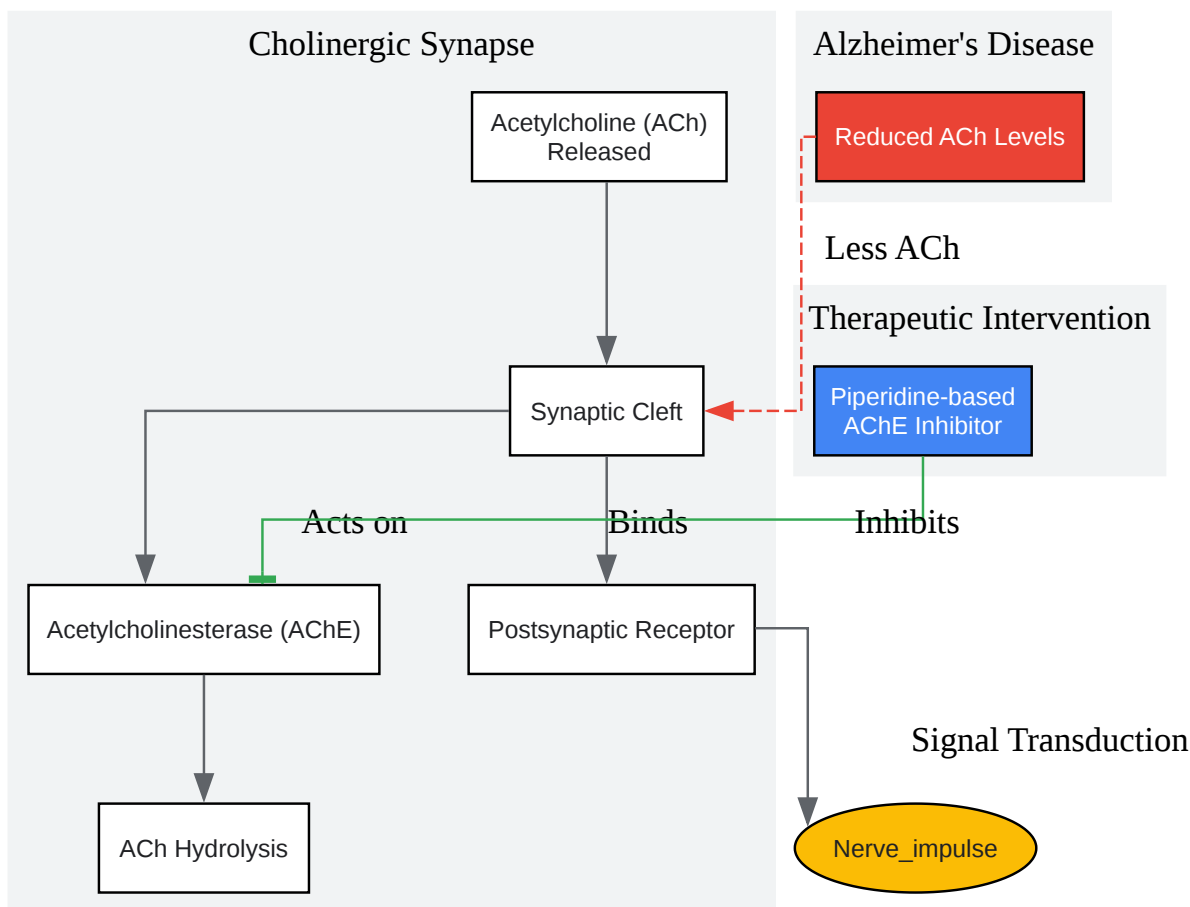 Cholinergic Synapse
Alzheimer's Disease
Acetylcholine (ACh)
Released
Reduced ACh Levels
Less ACh
Therapeutic Intervention
Synaptic Cleft
Piperidine-based
AChE Inhibitor
Acts on
Binds
Inhibits
Acetylcholinesterase (AChE)
Postsynaptic Receptor
Signal Transduction
ACh Hydrolysis
Nerve_impulse